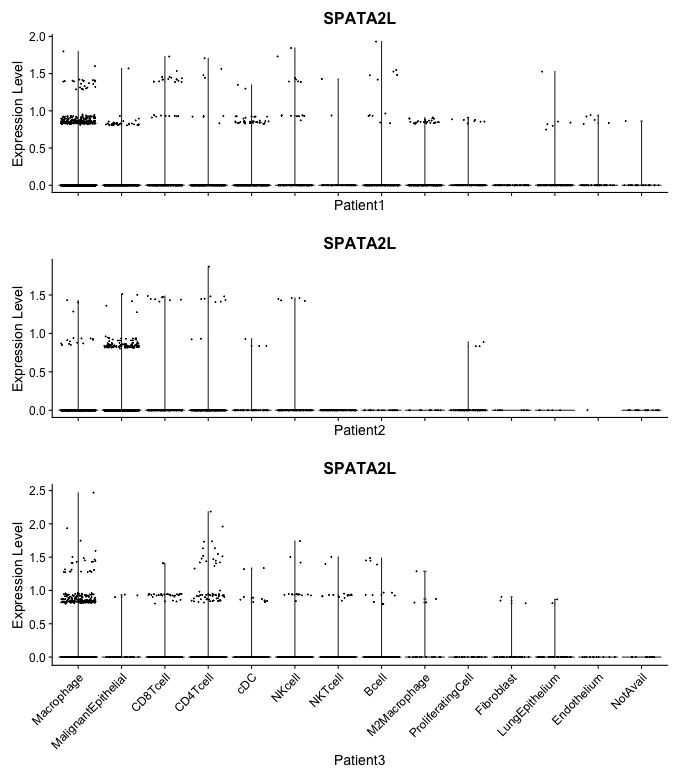 SPATA2L
2.0
1.5
1.0
0.5
0.0
Expression Level
Patient1
SPATA2L
1.5
1.0
0.5
0.0
Expression Level
Patient2
SPATA2L
2.5
2.0
1.5
1.0
0.5
0.0
Expression Level
Macrophage
MalignantEpithelial
CD8Tcell
CD4Tcell
cDC
NKcell
NKTcell
Bcell
M2Macrophage
ProliferatingCell
Fibroblast
LungEpithelium
Endothelium
NotAvail
Patient3